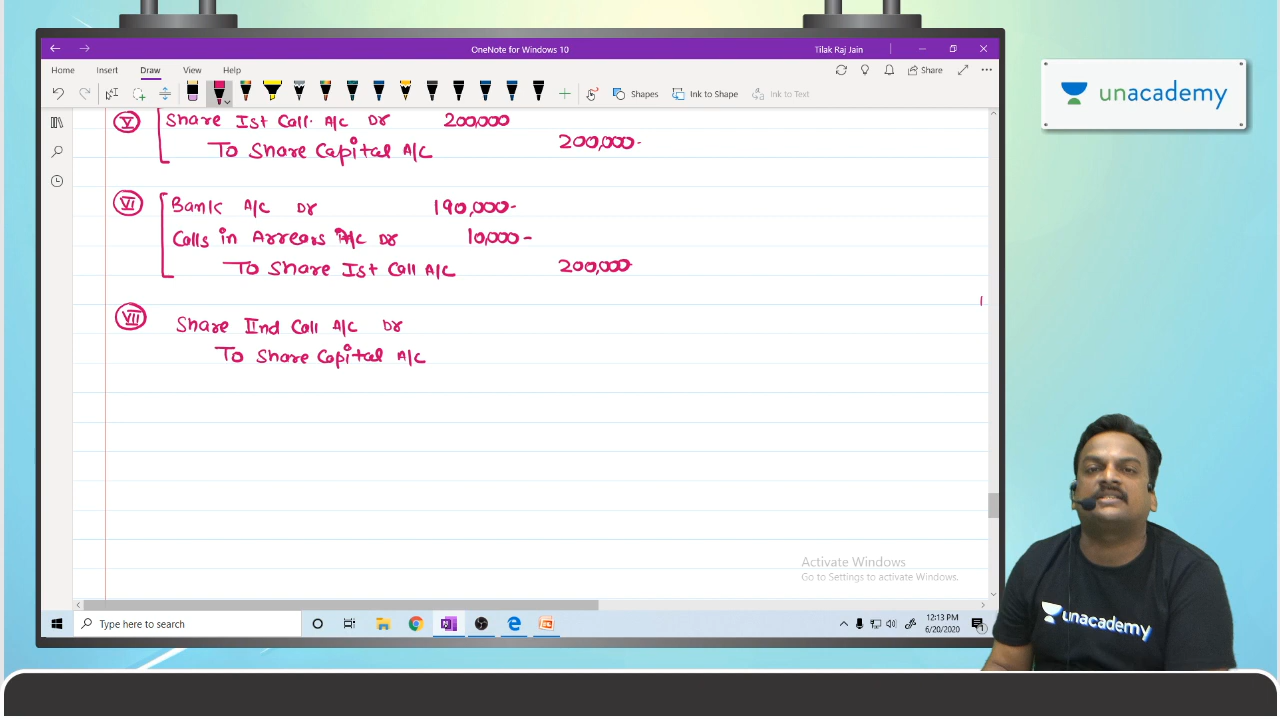 OneNote for Windows 10
Tilak Raj Jain
Home Insert Draw View Help
Share
Shapes Ink to Shape Ink to Text
unacademy
V Share Ist Call. A/c Dr 200,000
To Share Capital A/c 200,000-
VI Bank A/c Dr 190,000-
Calls in Arrears A/c Dr 10,000-
To Share Ist Call A/c 200,000
VII Share IInd Call A/c Dr
To Share Capital A/c
Activate Windows
Go to Settings to activate Windows.
Type here to search
12:13 PM
6/20/2020
1
unacademy